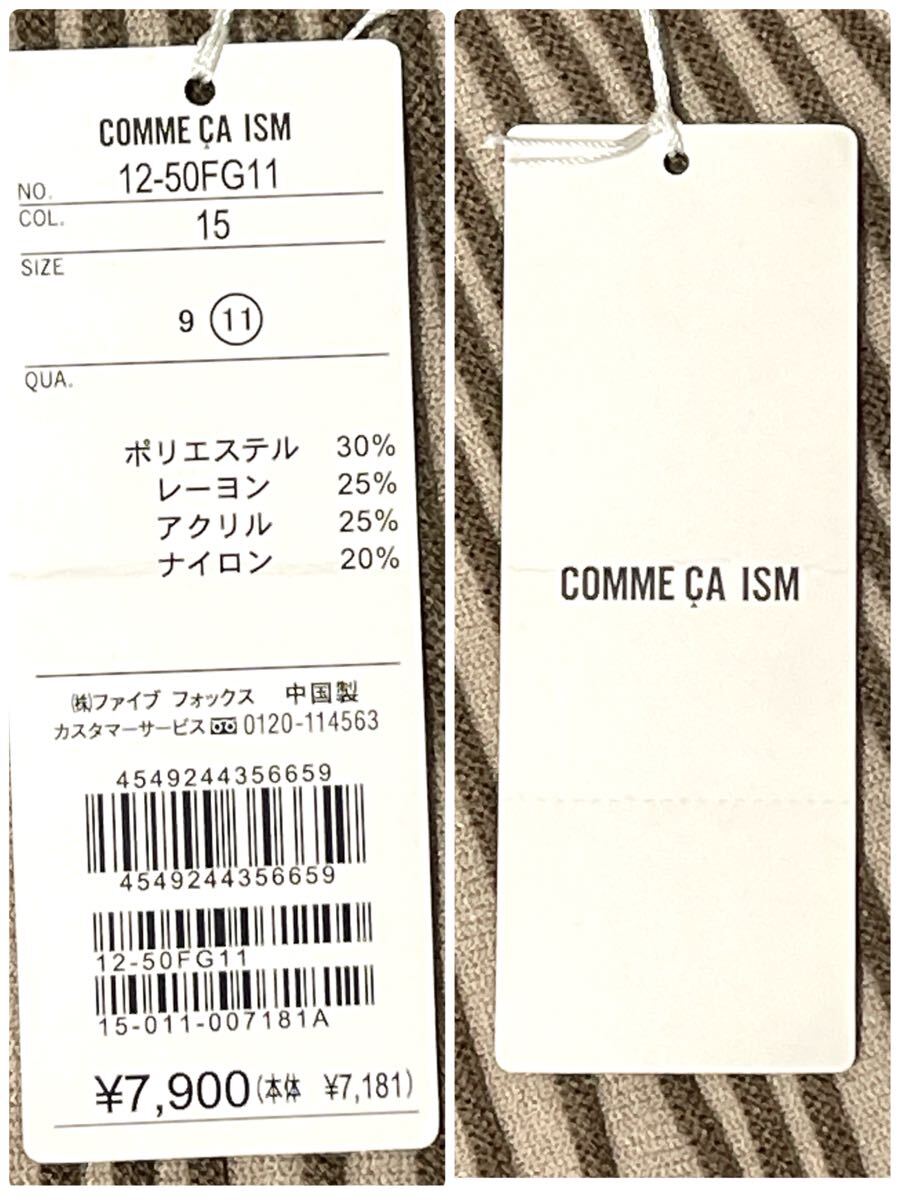 COMME ÇA ISM
NO. 12-50FG11
COL. 15
SIZE
9 11
QUA.
ポリエステル 30%
レーヨン 25%
アクリル 25%
ナイロン 20%
㈱ファイブ フォックス 中国製
カスタマーサービス 0120-114563
4549244356659
4549244356659
12-50FG11
15-011-007181A
¥7,900(本体 ¥7,181)
COMME ÇA ISM